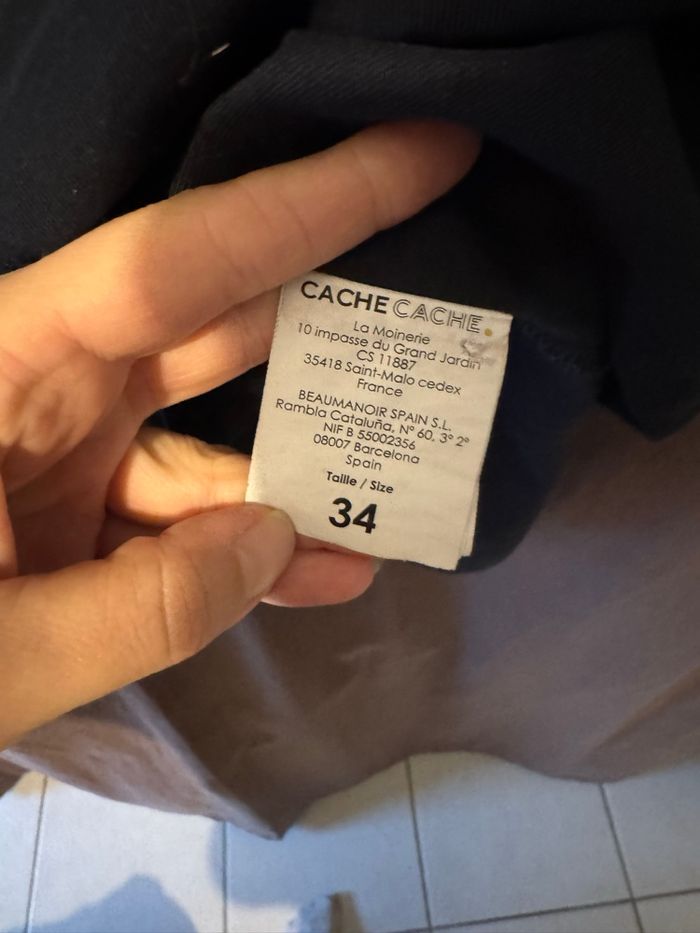 CACHE CACHE.
La Moinerie
10 impasse du Grand Jardin
CS 11887
35418 Saint-Malo cedex
France
BEAUMANOIR SPAIN S.L.
Rambla Cataluña, Nº 60, 3º 2º
NIF B 55002356
08007 Barcelona
Spain
Taille / Size
34